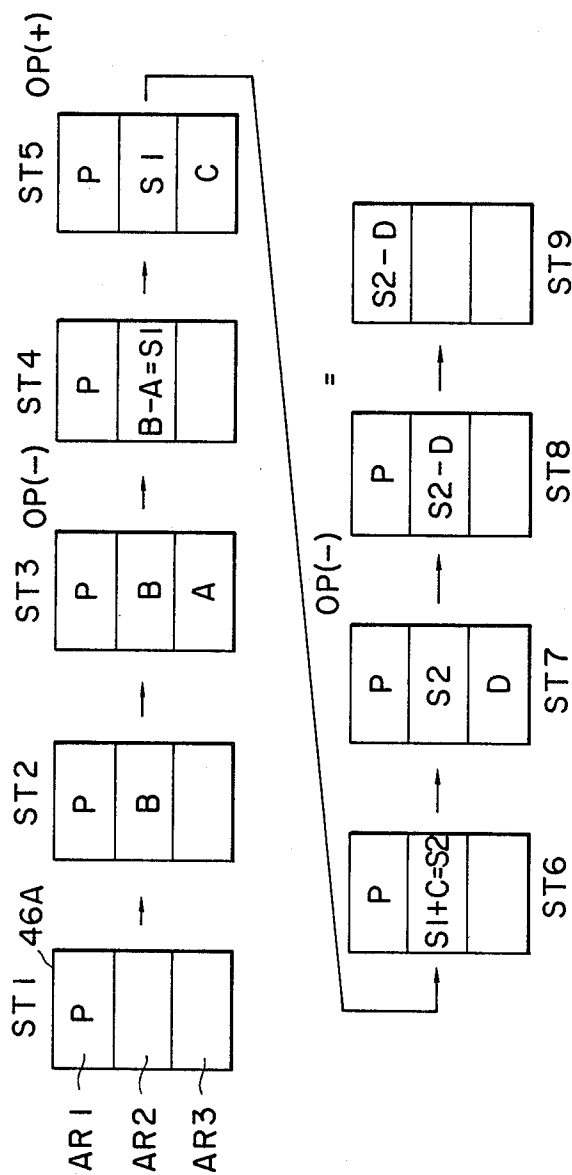 ST1 ST2 ST3 OP(-) ST4 ST5 OP(+)
46A
AR1 P P P P P
AR2 B B B-A=S1 S1
AR3 A C
OP(-) =
P P P S2-D
S1+C=S2 S2 S2-D
D
ST6 ST7 ST8 ST9